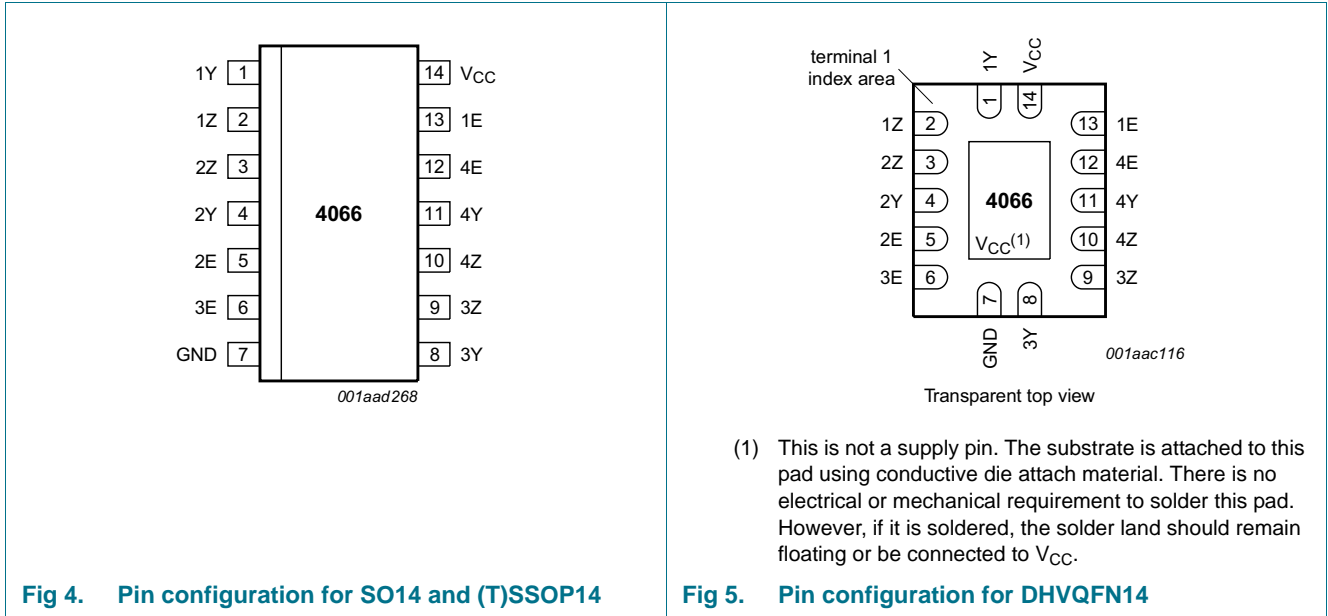 1Y 1 14 VCC
1Z 2 13 1E
2Z 3 12 4E
2Y 4 4066 11 4Y
2E 5 10 4Z
3E 6 9 3Z
GND 7 8 3Y
001aad268
Fig 4. Pin configuration for SO14 and (T)SSOP14
terminal 1
index area
1Y VCC
1 14
1Z 2 13 1E
2Z 3 12 4E
2Y 4 4066 11 4Y
2E 5 VCC(1) 10 4Z
3E 6 9 3Z
7 8
GND 3Y
001aac116
Transparent top view
(1) This is not a supply pin. The substrate is attached to this
pad using conductive die attach material. There is no
electrical or mechanical requirement to solder this pad.
However, if it is soldered, the solder land should remain
floating or be connected to VCC.
Fig 5. Pin configuration for DHVQFN14